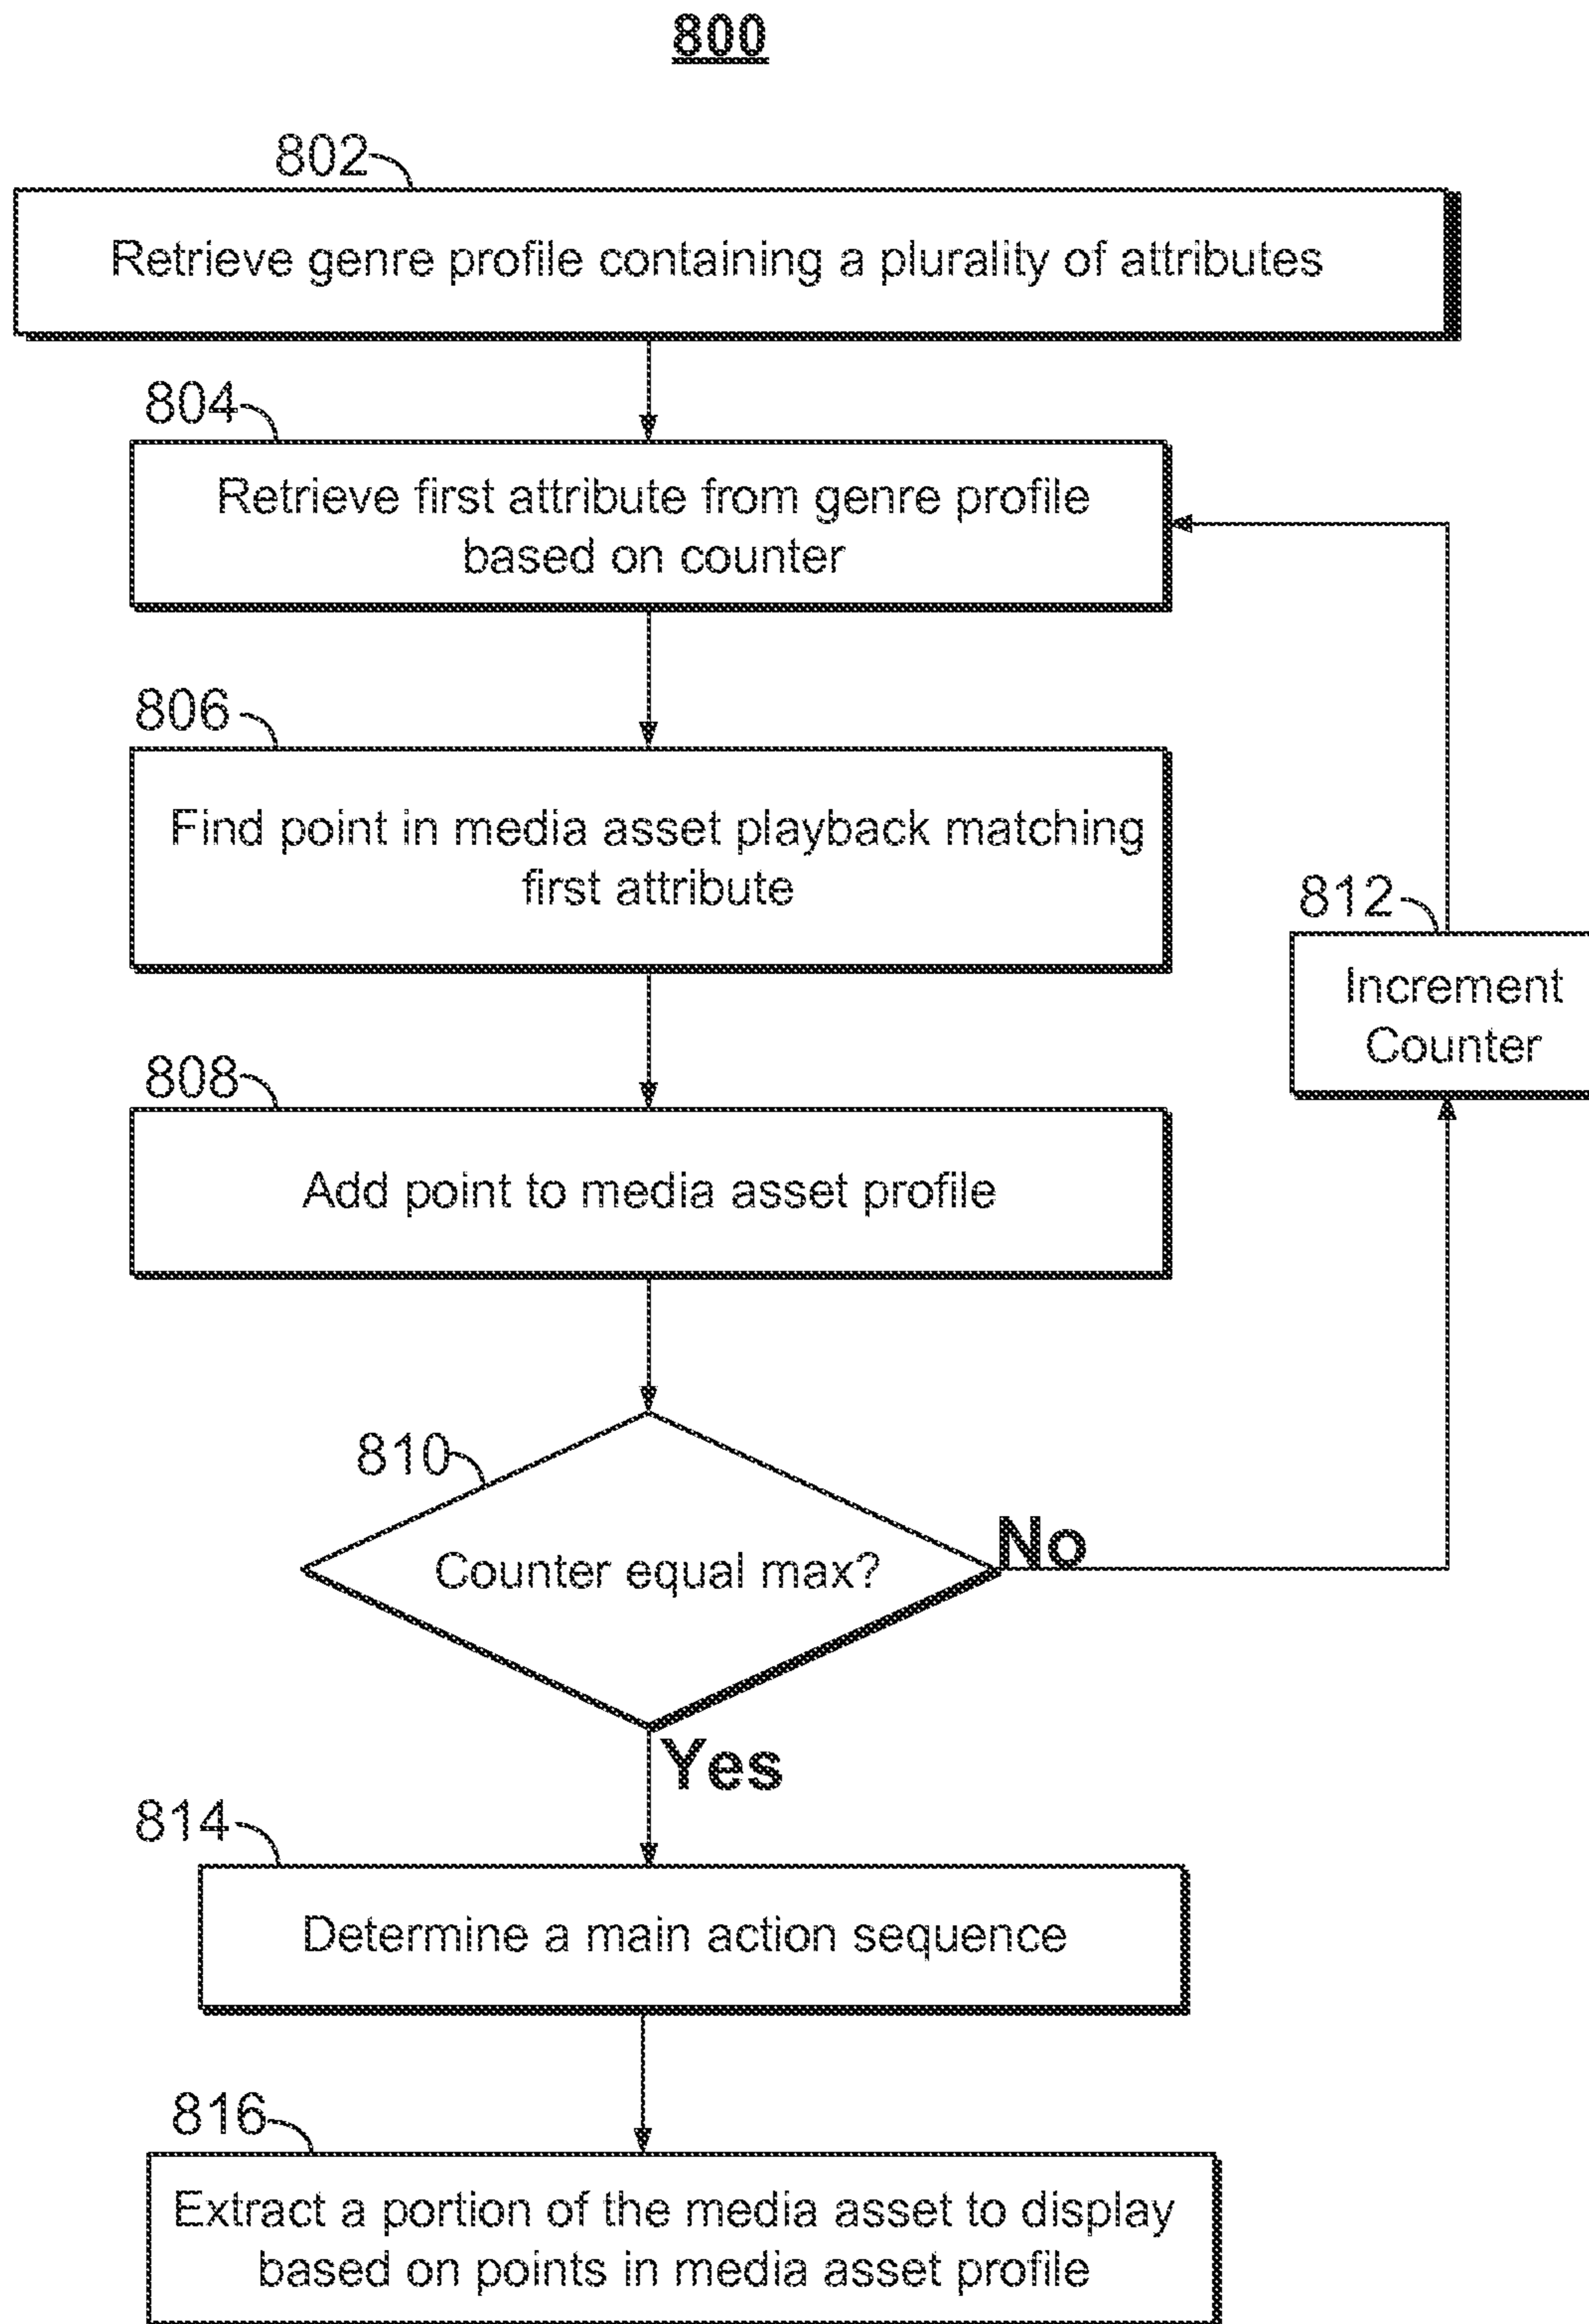 800
802
Retrieve genre profile containing a plurality of attributes
804
Retrieve first attribute from genre profile
based on counter
806
Find point in media asset playback matching
first attribute
812
Increment
Counter
808
Add point to media asset profile
810
Counter equal max?
No
Yes
814
Determine a main action sequence
816
Extract a portion of the media asset to display
based on points in media asset profile